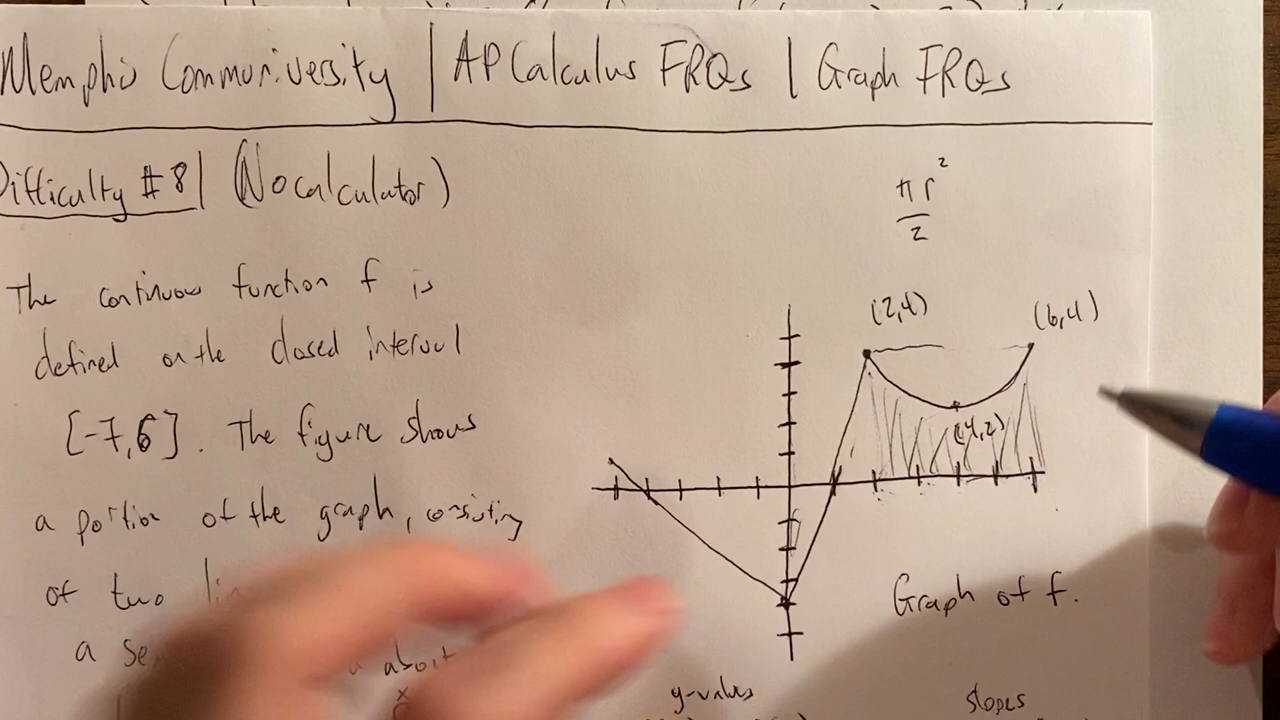 Memphis Communiversity | AP Calculus FRQs | Graph FRQs
Difficulty #8 | (No calculator)
πr²
2
The continuous function f is
defined on the closed interval
[-7,6]. The figure shows
a portion of the graph, consisting
of two
a
(2,4)
(6,4)
(4,2)
Graph of f.
about
x
y-values
slopes